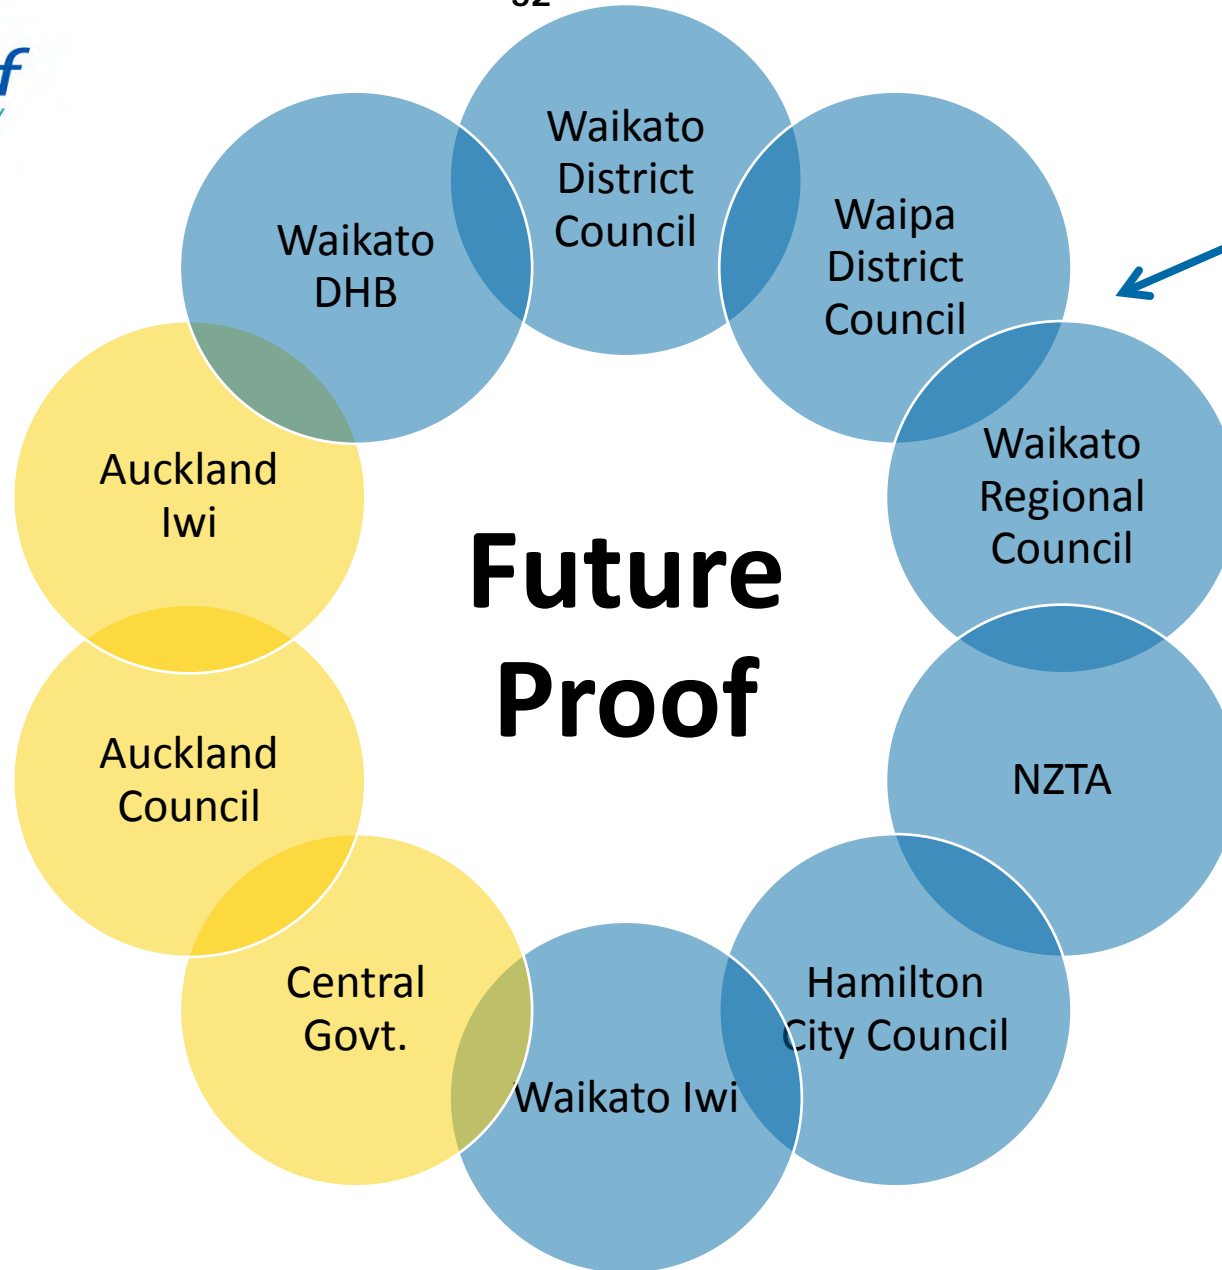 Waikato
District
Council
Waipa
District
Council
Waikato
DHB
Waikato
Regional
Council
Auckland
Iwi
Future
Proof
Auckland
Council
NZTA
Central
Govt.
Hamilton
City Council
Waikato Iwi